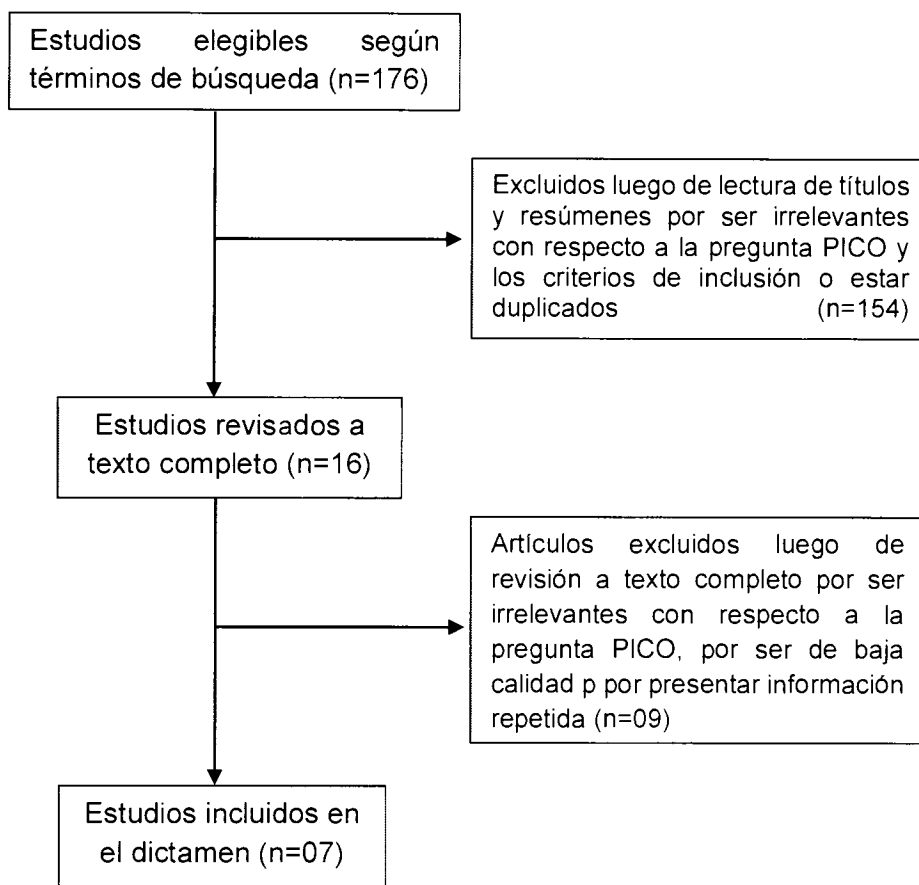 Estudios elegibles según
términos de búsqueda (n=176)
Excluidos luego de lectura de títulos
y resúmenes por ser irrelevantes
con respecto a la pregunta PICO y
los criterios de inclusión o estar
duplicados (n=154)
Estudios revisados a
texto completo (n=16)
Artículos excluidos luego de
revisión a texto completo por ser
irrelevantes con respecto a la
pregunta PICO, por ser de baja
calidad p por presentar información
repetida (n=09)
Estudios incluidos en
el dictamen (n=07)